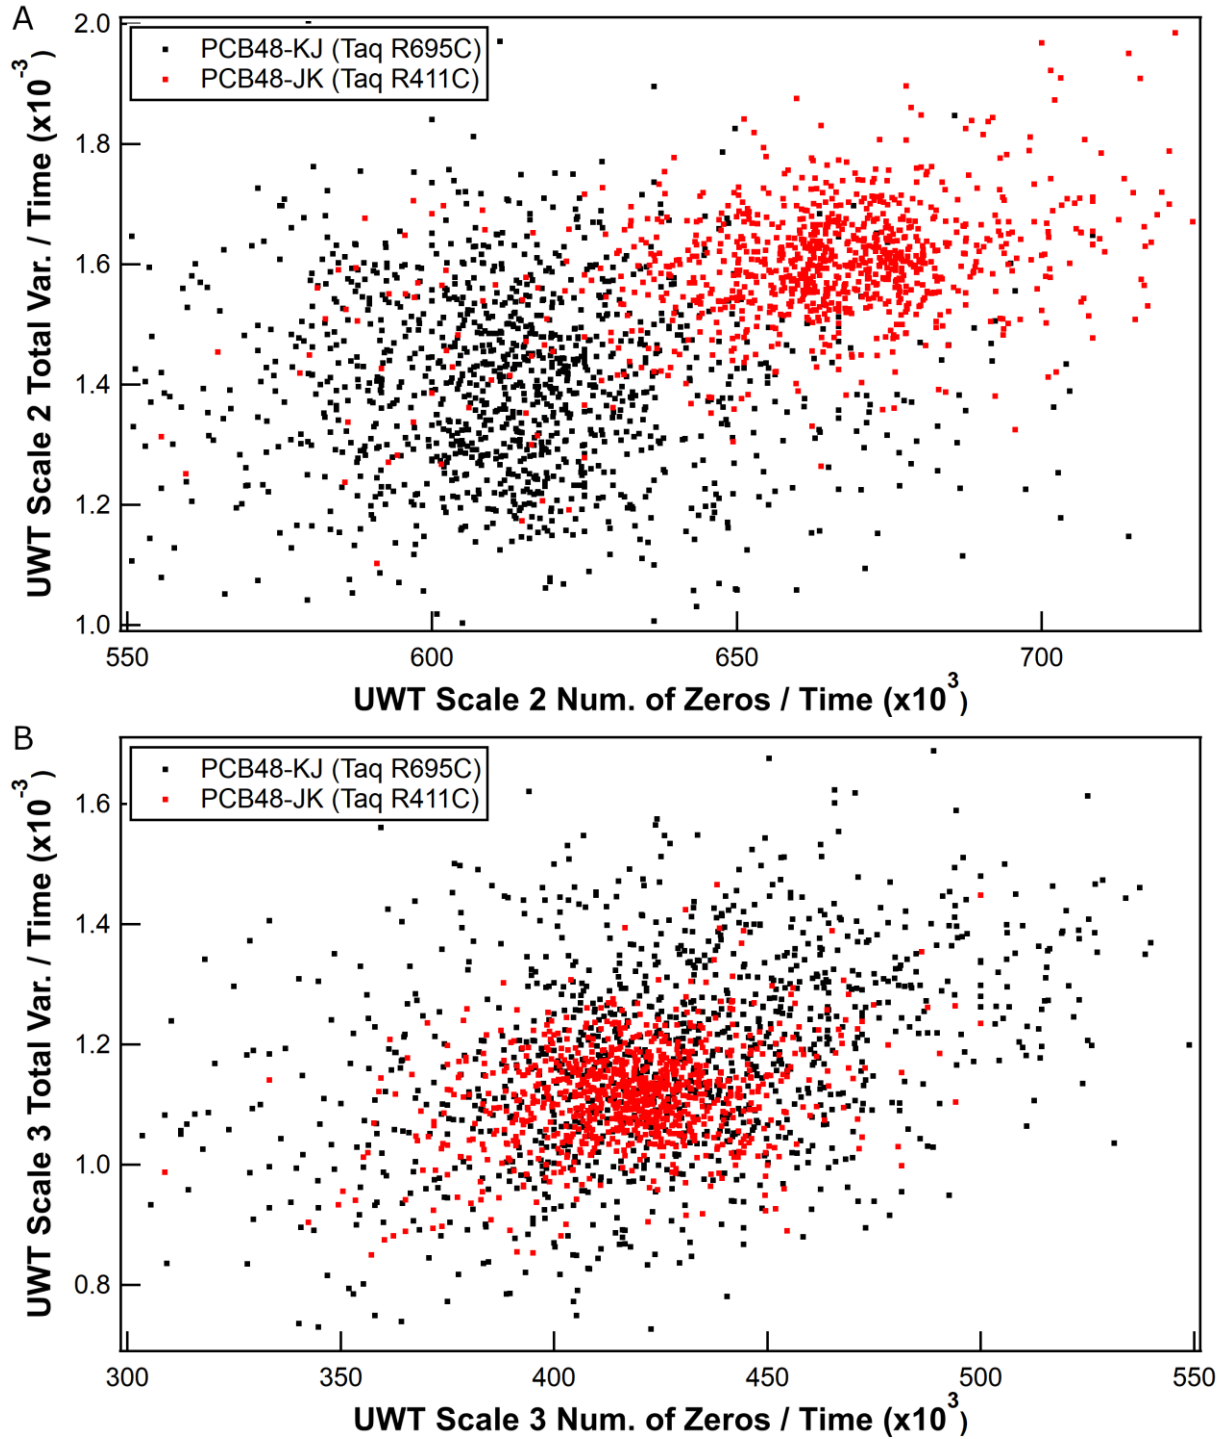 A
UWT Scale 2 Total Var. / Time (x10⁻³)
2.0
1.8
1.6
1.4
1.2
1.0
PCB48-KJ (Taq R695C)
PCB48-JK (Taq R411C)
550
600
650
700
UWT Scale 2 Num. of Zeros / Time (x10³)
B
UWT Scale 3 Total Var. / Time (x10⁻³)
1.6
1.4
1.2
1.0
0.8
PCB48-KJ (Taq R695C)
PCB48-JK (Taq R411C)
300
350
400
450
500
550
UWT Scale 3 Num. of Zeros / Time (x10³)